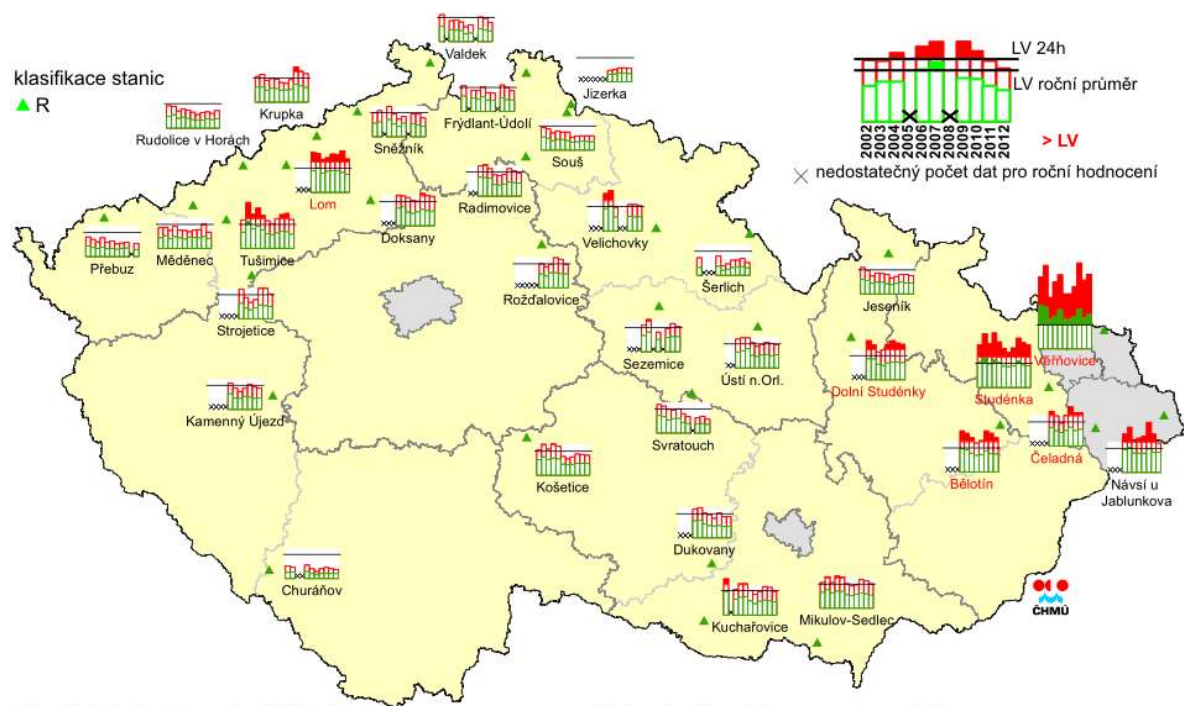 klasifikace stanic
R
LV 24h
LV roční průměr
2002
2003
2004
2005
2006
2007
2008
2009
2010
2011
2012
> LV
nedostatečný počet dat pro roční hodnocení
Valdek
Jizerka
Krupka
Rudolice v Horách
Sněžník
Frýdlant-Údolí
Souš
Lom
Radimovice
Doksany
Velichovky
Přebuz
Měděnec
Tušimice
Šerlich
Rožďalovice
Jeseník
Strojetice
Věřňovice
Sezemice
Ústí n.Orl.
Dolní Studénky
Studénka
Kamenný Újezd
Svratouch
Čeladná
Košetice
Bělotín
Návsí u
Jablunkova
Dukovany
Churáňov
Kuchařovice
Mikulov-Sedlec
ČHMÚ